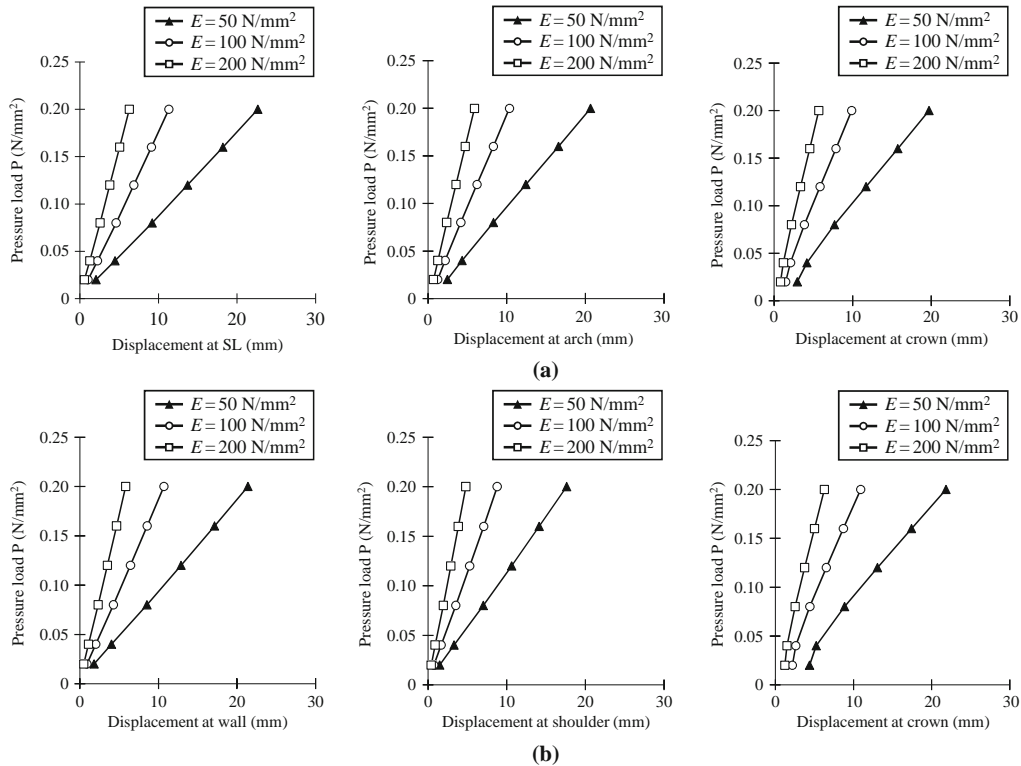 E = 50 N/mm²
E = 100 N/mm²
E = 200 N/mm²
Pressure load P (N/mm²)
0.25
0.20
0.15
0.10
0.05
0
0 10 20 30
Displacement at SL (mm)
E = 50 N/mm²
E = 100 N/mm²
E = 200 N/mm²
Pressure load P (N/mm²)
0.25
0.20
0.15
0.10
0.05
0
0 10 20 30
Displacement at arch (mm)
E = 50 N/mm²
E = 100 N/mm²
E = 200 N/mm²
Pressure load P (N/mm²)
0.25
0.20
0.15
0.10
0.05
0
0 10 20 30
Displacement at crown (mm)
(a)
E = 50 N/mm²
E = 100 N/mm²
E = 200 N/mm²
Pressure load P (N/mm²)
0.25
0.20
0.15
0.10
0.05
0
0 10 20 30
Displacement at wall (mm)
E = 50 N/mm²
E = 100 N/mm²
E = 200 N/mm²
Pressure load P (N/mm²)
0.25
0.20
0.15
0.10
0.05
0
0 10 20 30
Displacement at shoulder (mm)
E = 50 N/mm²
E = 100 N/mm²
E = 200 N/mm²
Pressure load P (N/mm²)
0.25
0.20
0.15
0.10
0.05
0
0 10 20 30
Displacement at crown (mm)
(b)